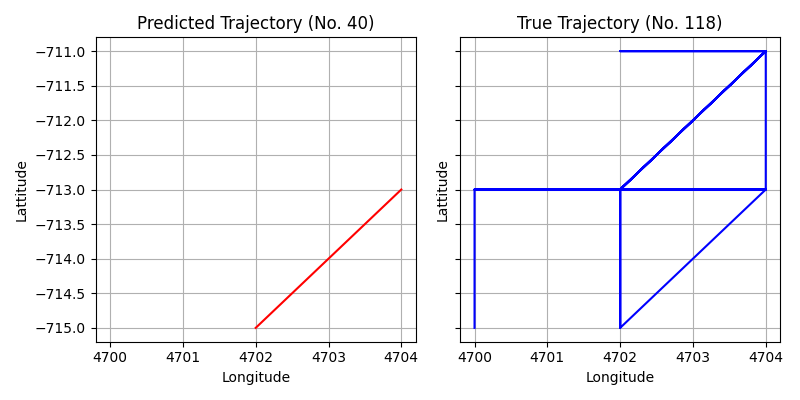 Predicted Trajectory (No. 40)
True Trajectory (No. 118)
Lattitude
−711.0
−711.5
−712.0
−712.5
−713.0
−713.5
−714.0
−714.5
−715.0
4700 4701 4702 4703 4704
Longitude
Lattitude
4700 4701 4702 4703 4704
Longitude